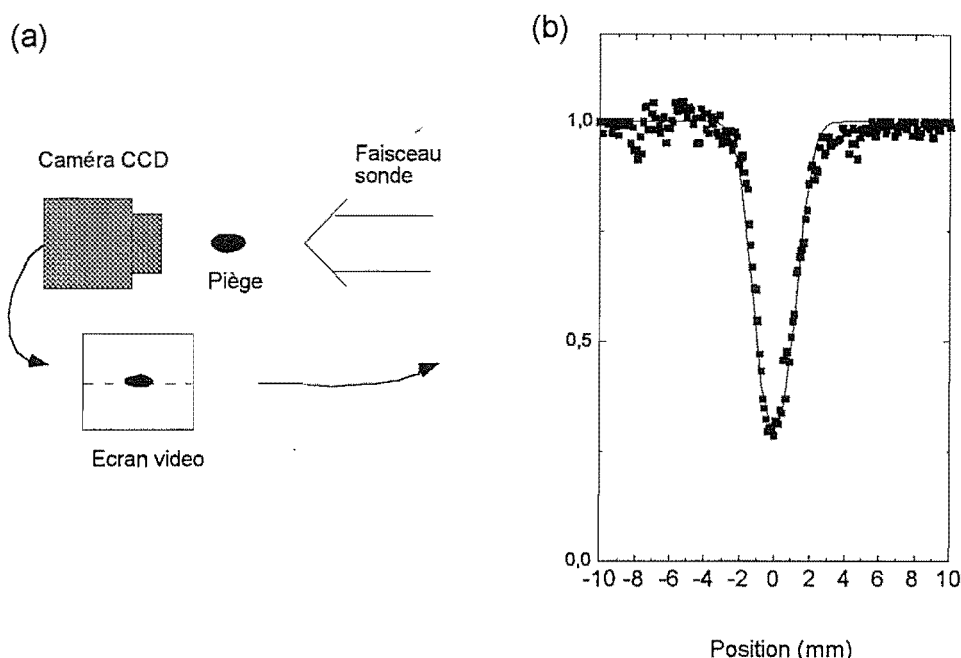 (a)
Caméra CCD
Faisceau
sonde
Piège
Ecran video
(b)
1,0
0,5
0,0
-10 -8 -6 -4 -2 0 2 4 6 8 10
Position (mm)